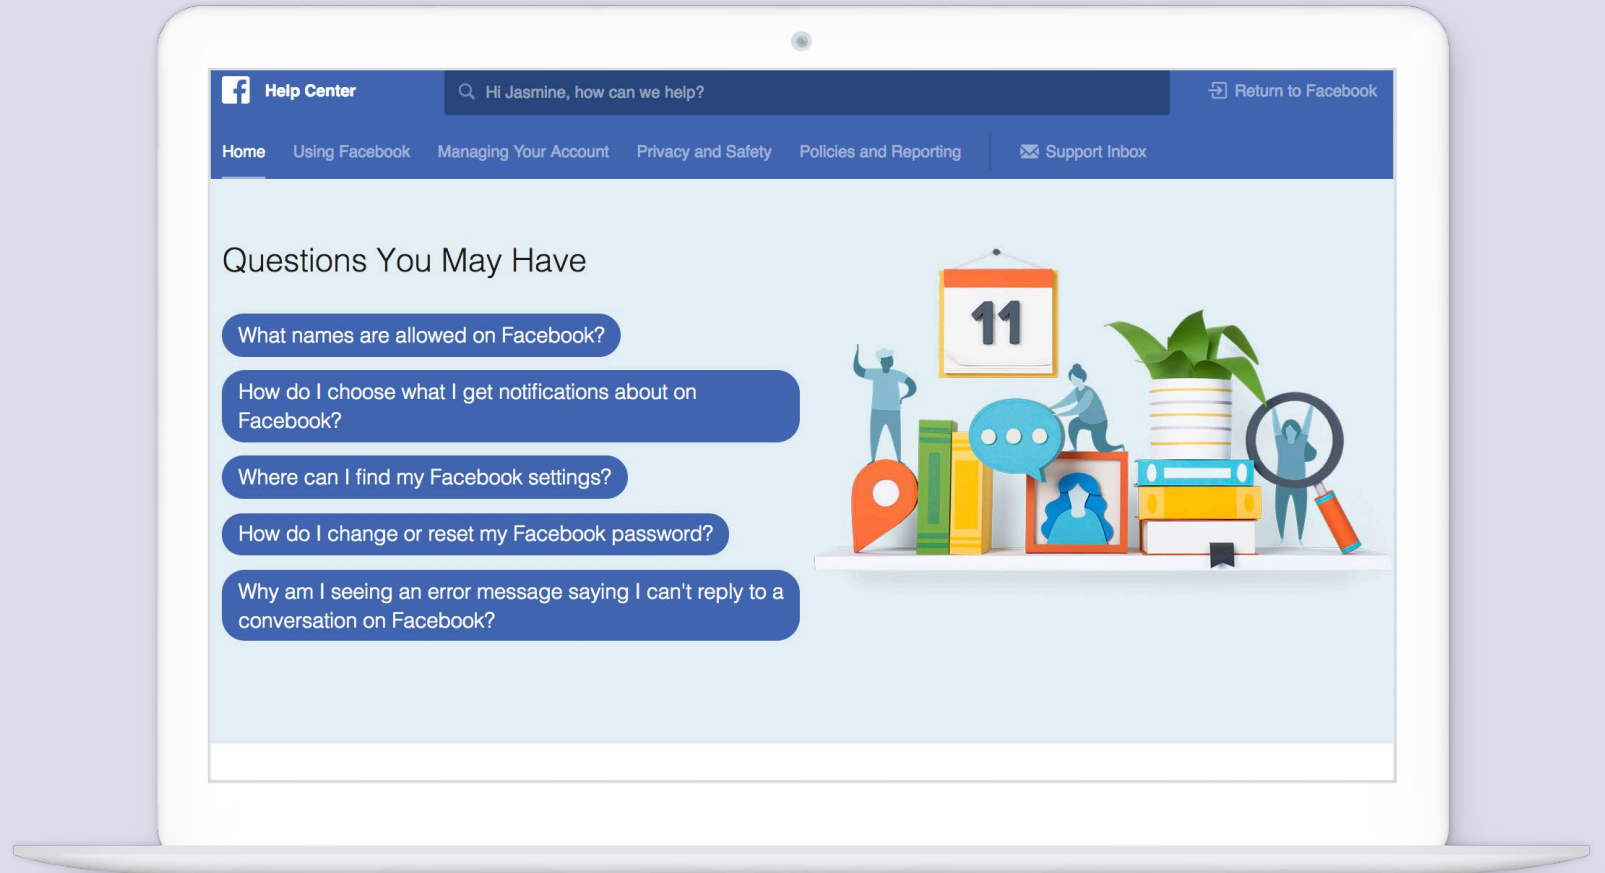 Help Center
Hi Jasmine, how can we help?
Return to Facebook
Home
Using Facebook
Managing Your Account
Privacy and Safety
Policies and Reporting
Support Inbox
Questions You May Have
What names are allowed on Facebook?
How do I choose what I get notifications about on
Facebook?
Where can I find my Facebook settings?
How do I change or reset my Facebook password?
Why am I seeing an error message saying I can't reply to a
conversation on Facebook?
11